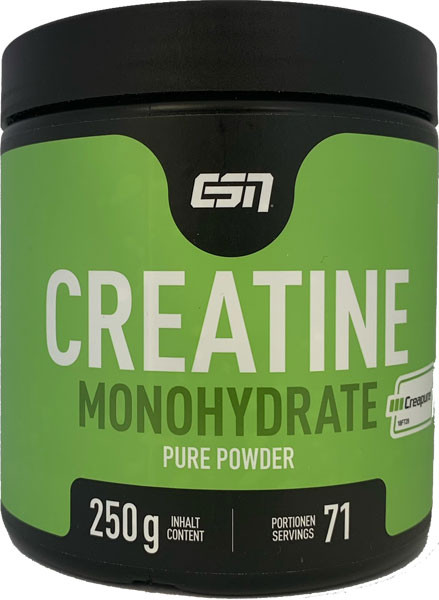 ESN
CREATINE
MONOHYDRATE
Creapure
PURE POWDER
250g INHALT CONTENT
PORTIONEN SERVINGS 71